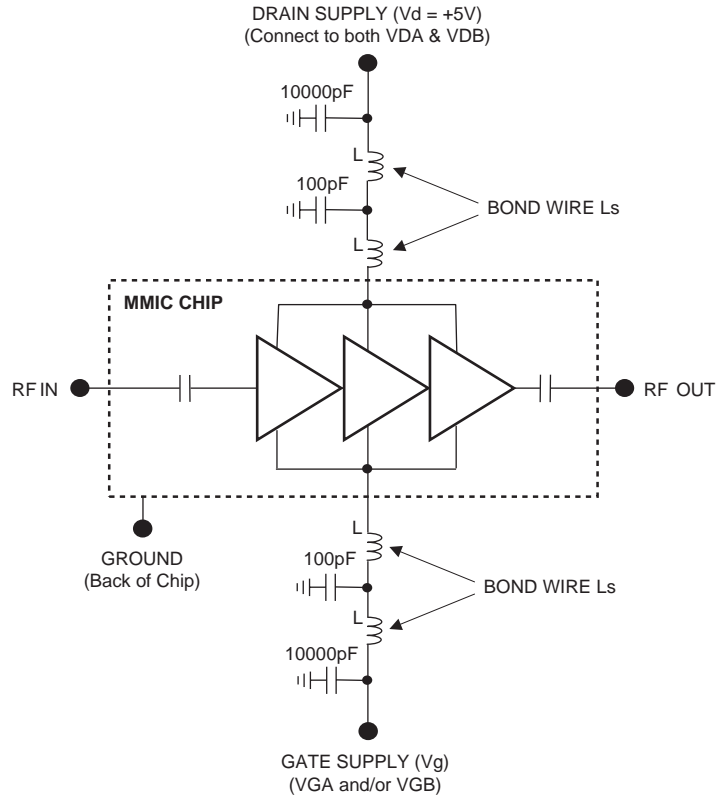 DRAIN SUPPLY (Vd = +5V)
(Connect to both VDA & VDB)
10000pF
L
100pF
BOND WIRE Ls
L
MMIC CHIP
RF IN
RF OUT
L
GROUND
(Back of Chip)
100pF
BOND WIRE Ls
L
10000pF
GATE SUPPLY (Vg)
(VGA and/or VGB)